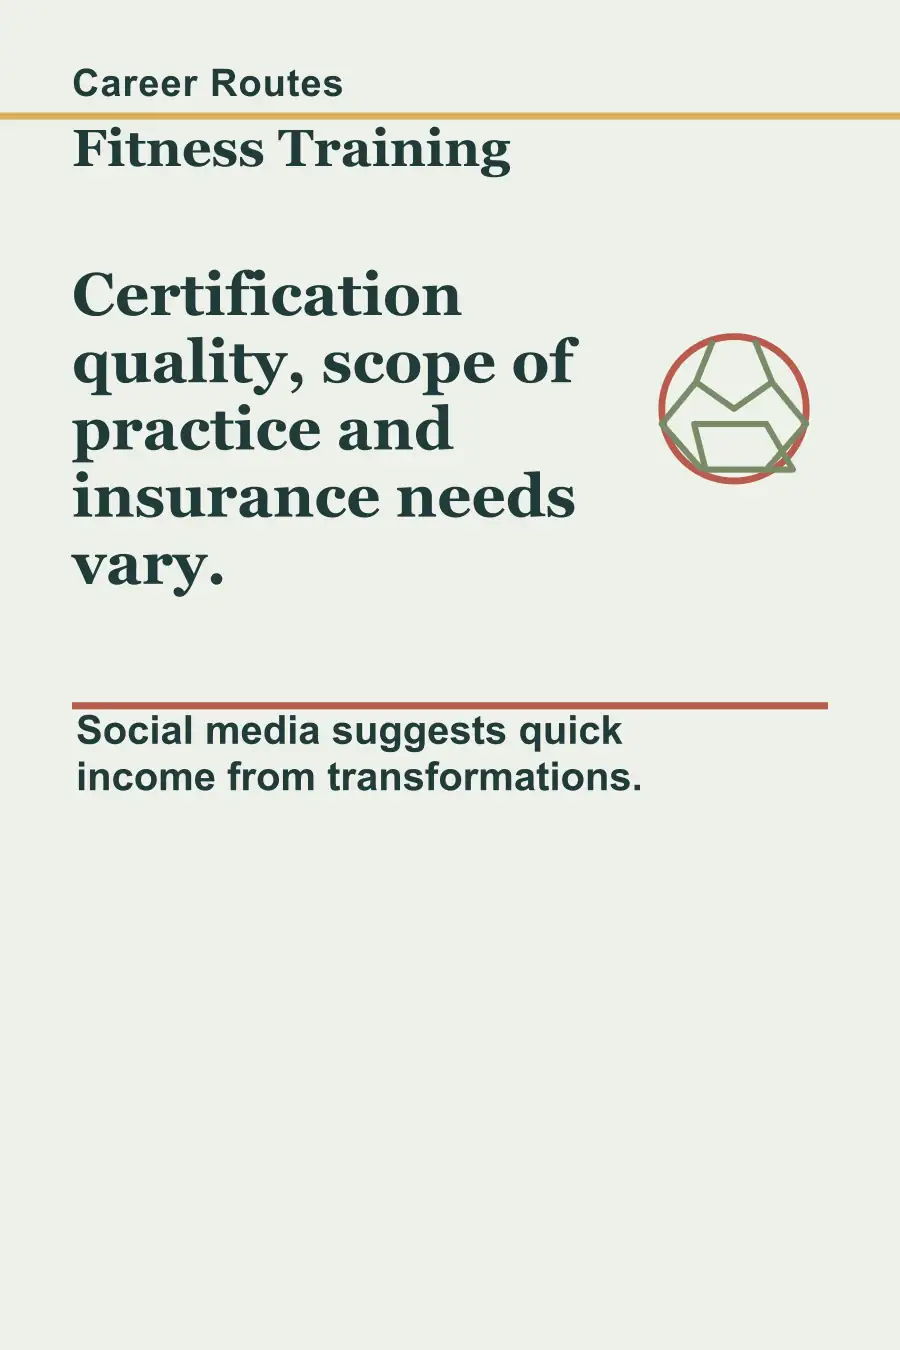 Career Routes
Fitness Training
Certification
quality, scope of
practice and
insurance needs
vary.
Social media suggests quick
income from transformations.